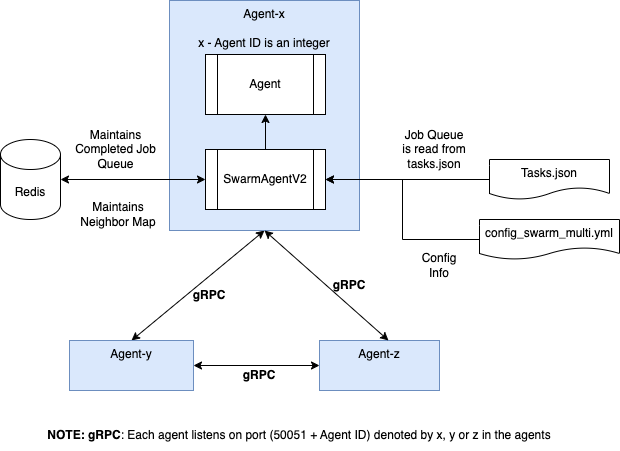 Agent-x
x - Agent ID is an integer
Agent
Maintains
Completed Job
Queue
Job Queue
is read from
tasks.json
Redis
SwarmAgentV2
Tasks.json
Maintains
Neighbor Map
config_swarm_multi.yml
Config
Info
gRPC
gRPC
Agent-y
Agent-z
gRPC
NOTE: gRPC: Each agent listens on port (50051 + Agent ID) denoted by x, y or z in the agents